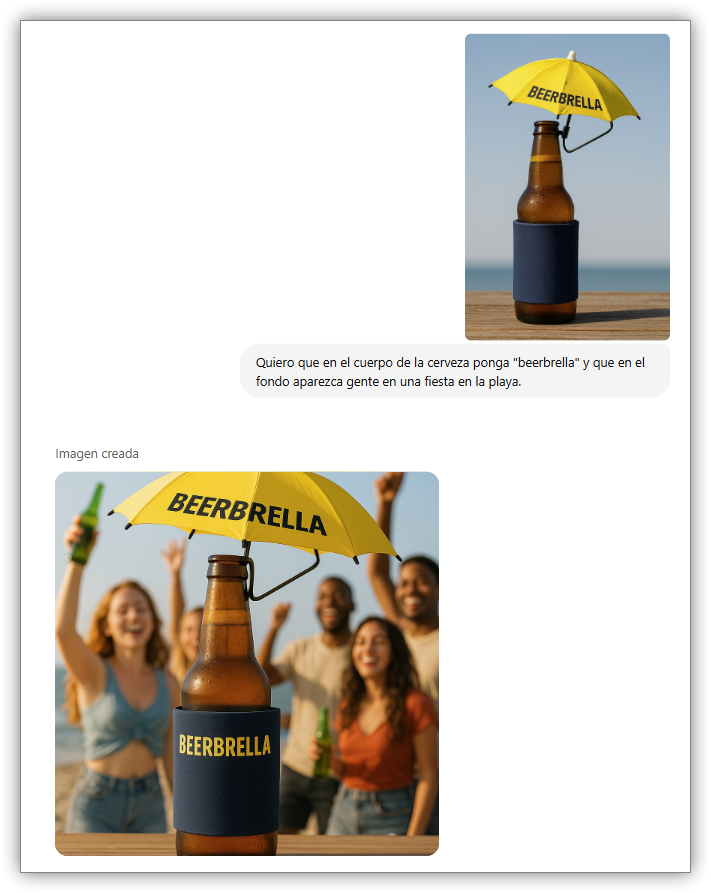 BEERBRELLA
Quiero que en el cuerpo de la cerveza ponga "beerbrella" y que en el
fondo aparezca gente en una fiesta en la playa.
Imagen creada
BEERBRELLA
BEERBRELLA